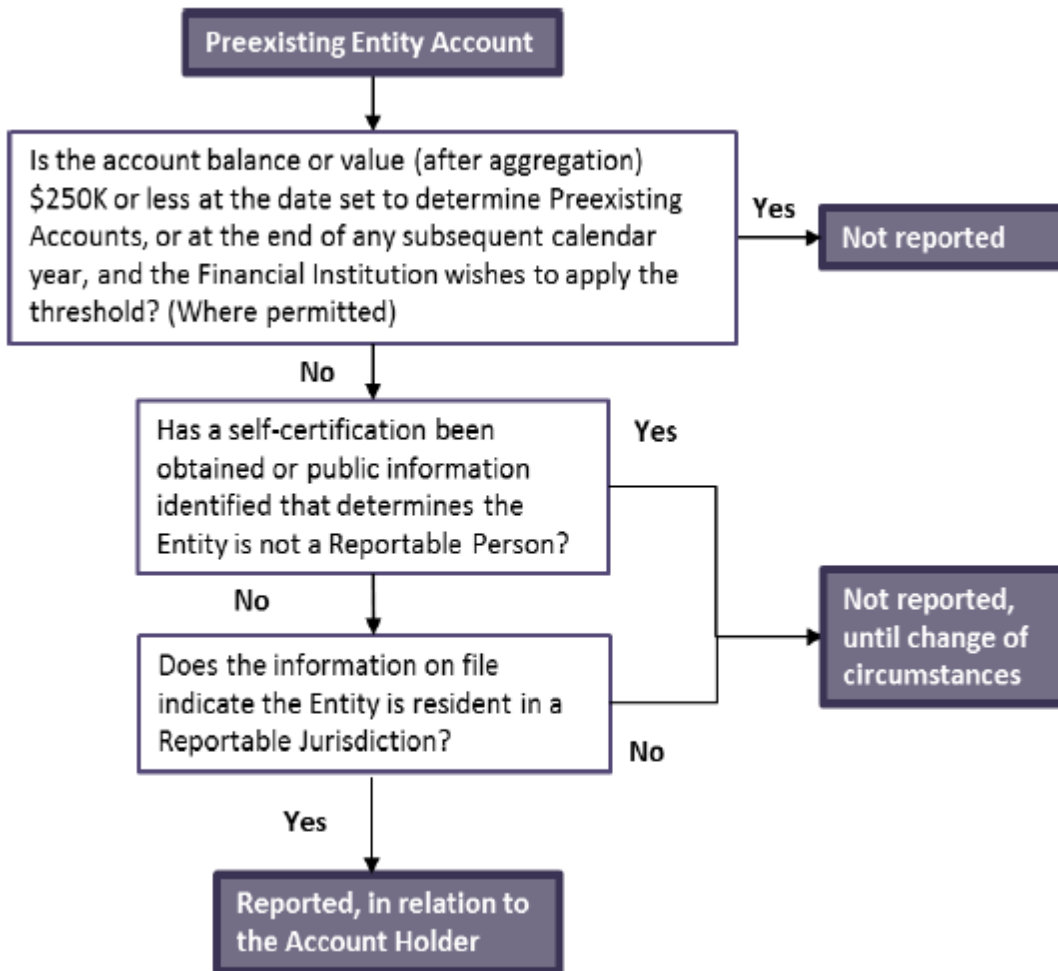 Preexisting Entity Account
Is the account balance or value (after aggregation)
$250K or less at the date set to determine Preexisting
Accounts, or at the end of any subsequent calendar
year, and the Financial Institution wishes to apply the
threshold? (Where permitted)
Yes
Not reported
No
Has a self-certification been
obtained or public information
identified that determines the
Entity is not a Reportable Person?
Yes
No
Not reported,
until change of
circumstances
Does the information on file
indicate the Entity is resident in a
Reportable Jurisdiction?
No
Yes
Reported, in relation to
the Account Holder